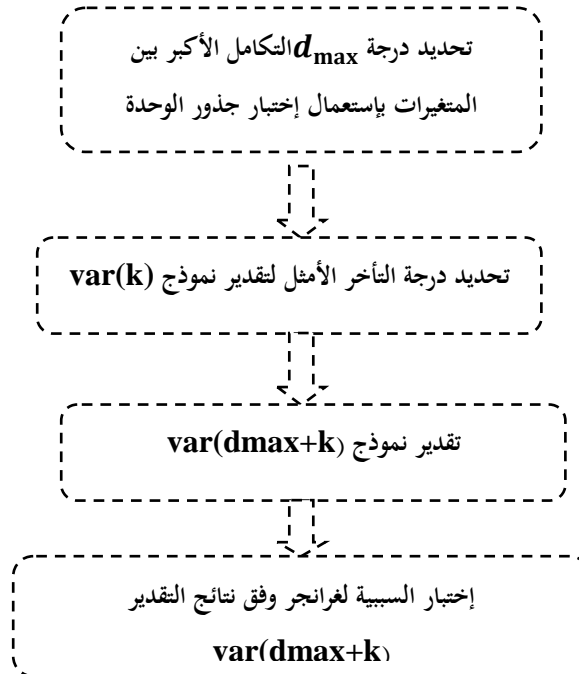 تحديد درجة d_max التكامل الأكبر بين
المتغيرات بإستعمال إختبار جذور الوحدة
تحديد درجة التأخر الأمثل لتقدير نموذج var(k)
تقدير نموذج var(dmax+k)
إختبار السببية لغرانجر وفق نتائج التقدير
var(dmax+k)